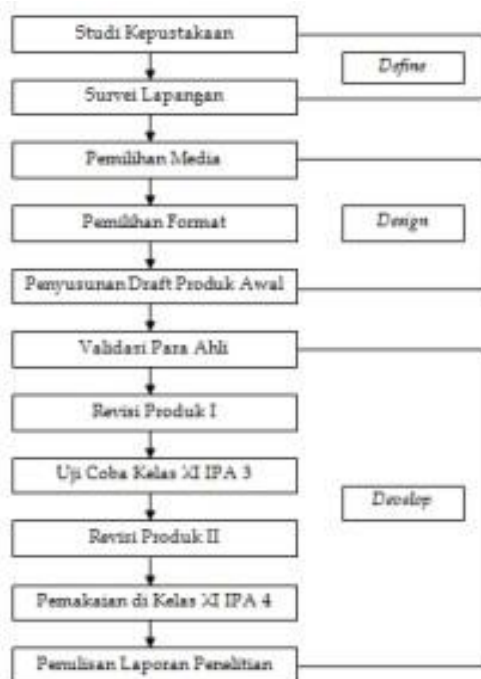 Studi Kepustakaan
Define
Survei Lapangan
Pemilihan Media
Pemilihan Format
Design
Penyusunan Draft Produk Awal
Validasi Para Ahli
Revisi Produk I
Uji Coba Kelas XI IPA 3
Develop
Revisi Produk II
Pemakaian di Kelas XI IPA 4
Penulisan Laporan Penelitian